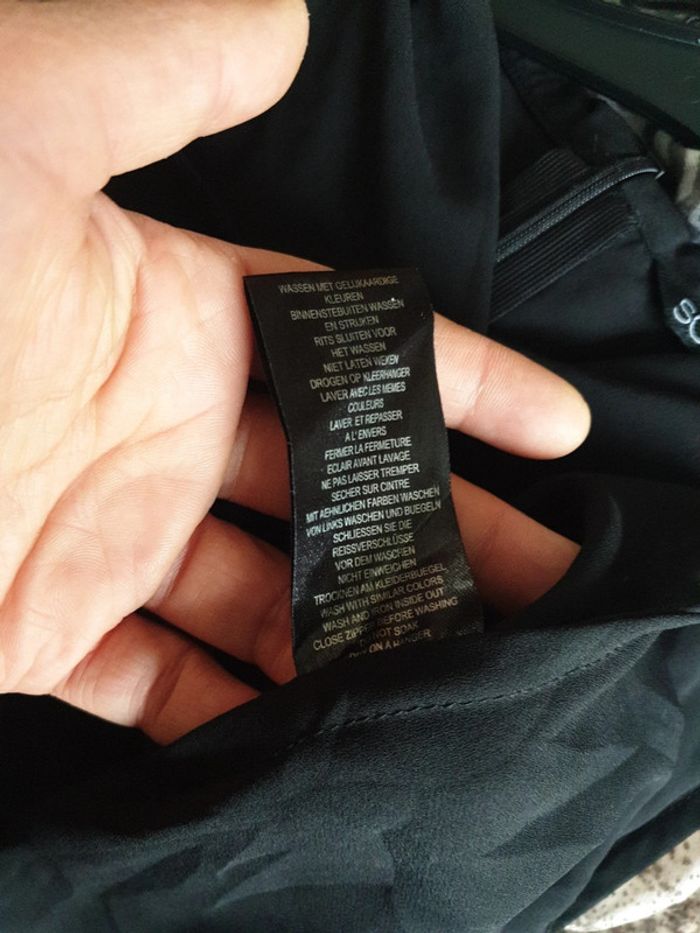 WASSEN MET GELIJKAARDIGE
KLEUREN
BINNENSTEBUITEN WASSEN
EN STRIJKEN
RITS SLUITEN VOOR
HET WASSEN
NIET LATEN WEKEN
DROGEN OP KLEERHANGER
LAVER AVEC LES MEMES
COULEURS
LAVER ET REPASSER
A L' ENVERS
FERMER LA FERMETURE
ECLAIR AVANT LAVAGE
NE PAS LAISSER TREMPER
SECHER SUR CINTRE
MIT AEHNLICHEN FARBEN WASCHEN
VON LINKS WASCHEN UND BUEGELN
SCHLIESSEN SIE DIE
REISSVERSCHLÜSSE
VOR DEM WASCHEN
NICHT EINWEICHEN
TROCKNEN AM KLEIDERBUEGEL
WASH WITH SIMILAR COLORS
WASH AND IRON INSIDE OUT
CLOSE ZIPPER BEFORE WASHING
DO NOT SOAK
ON A HANGER